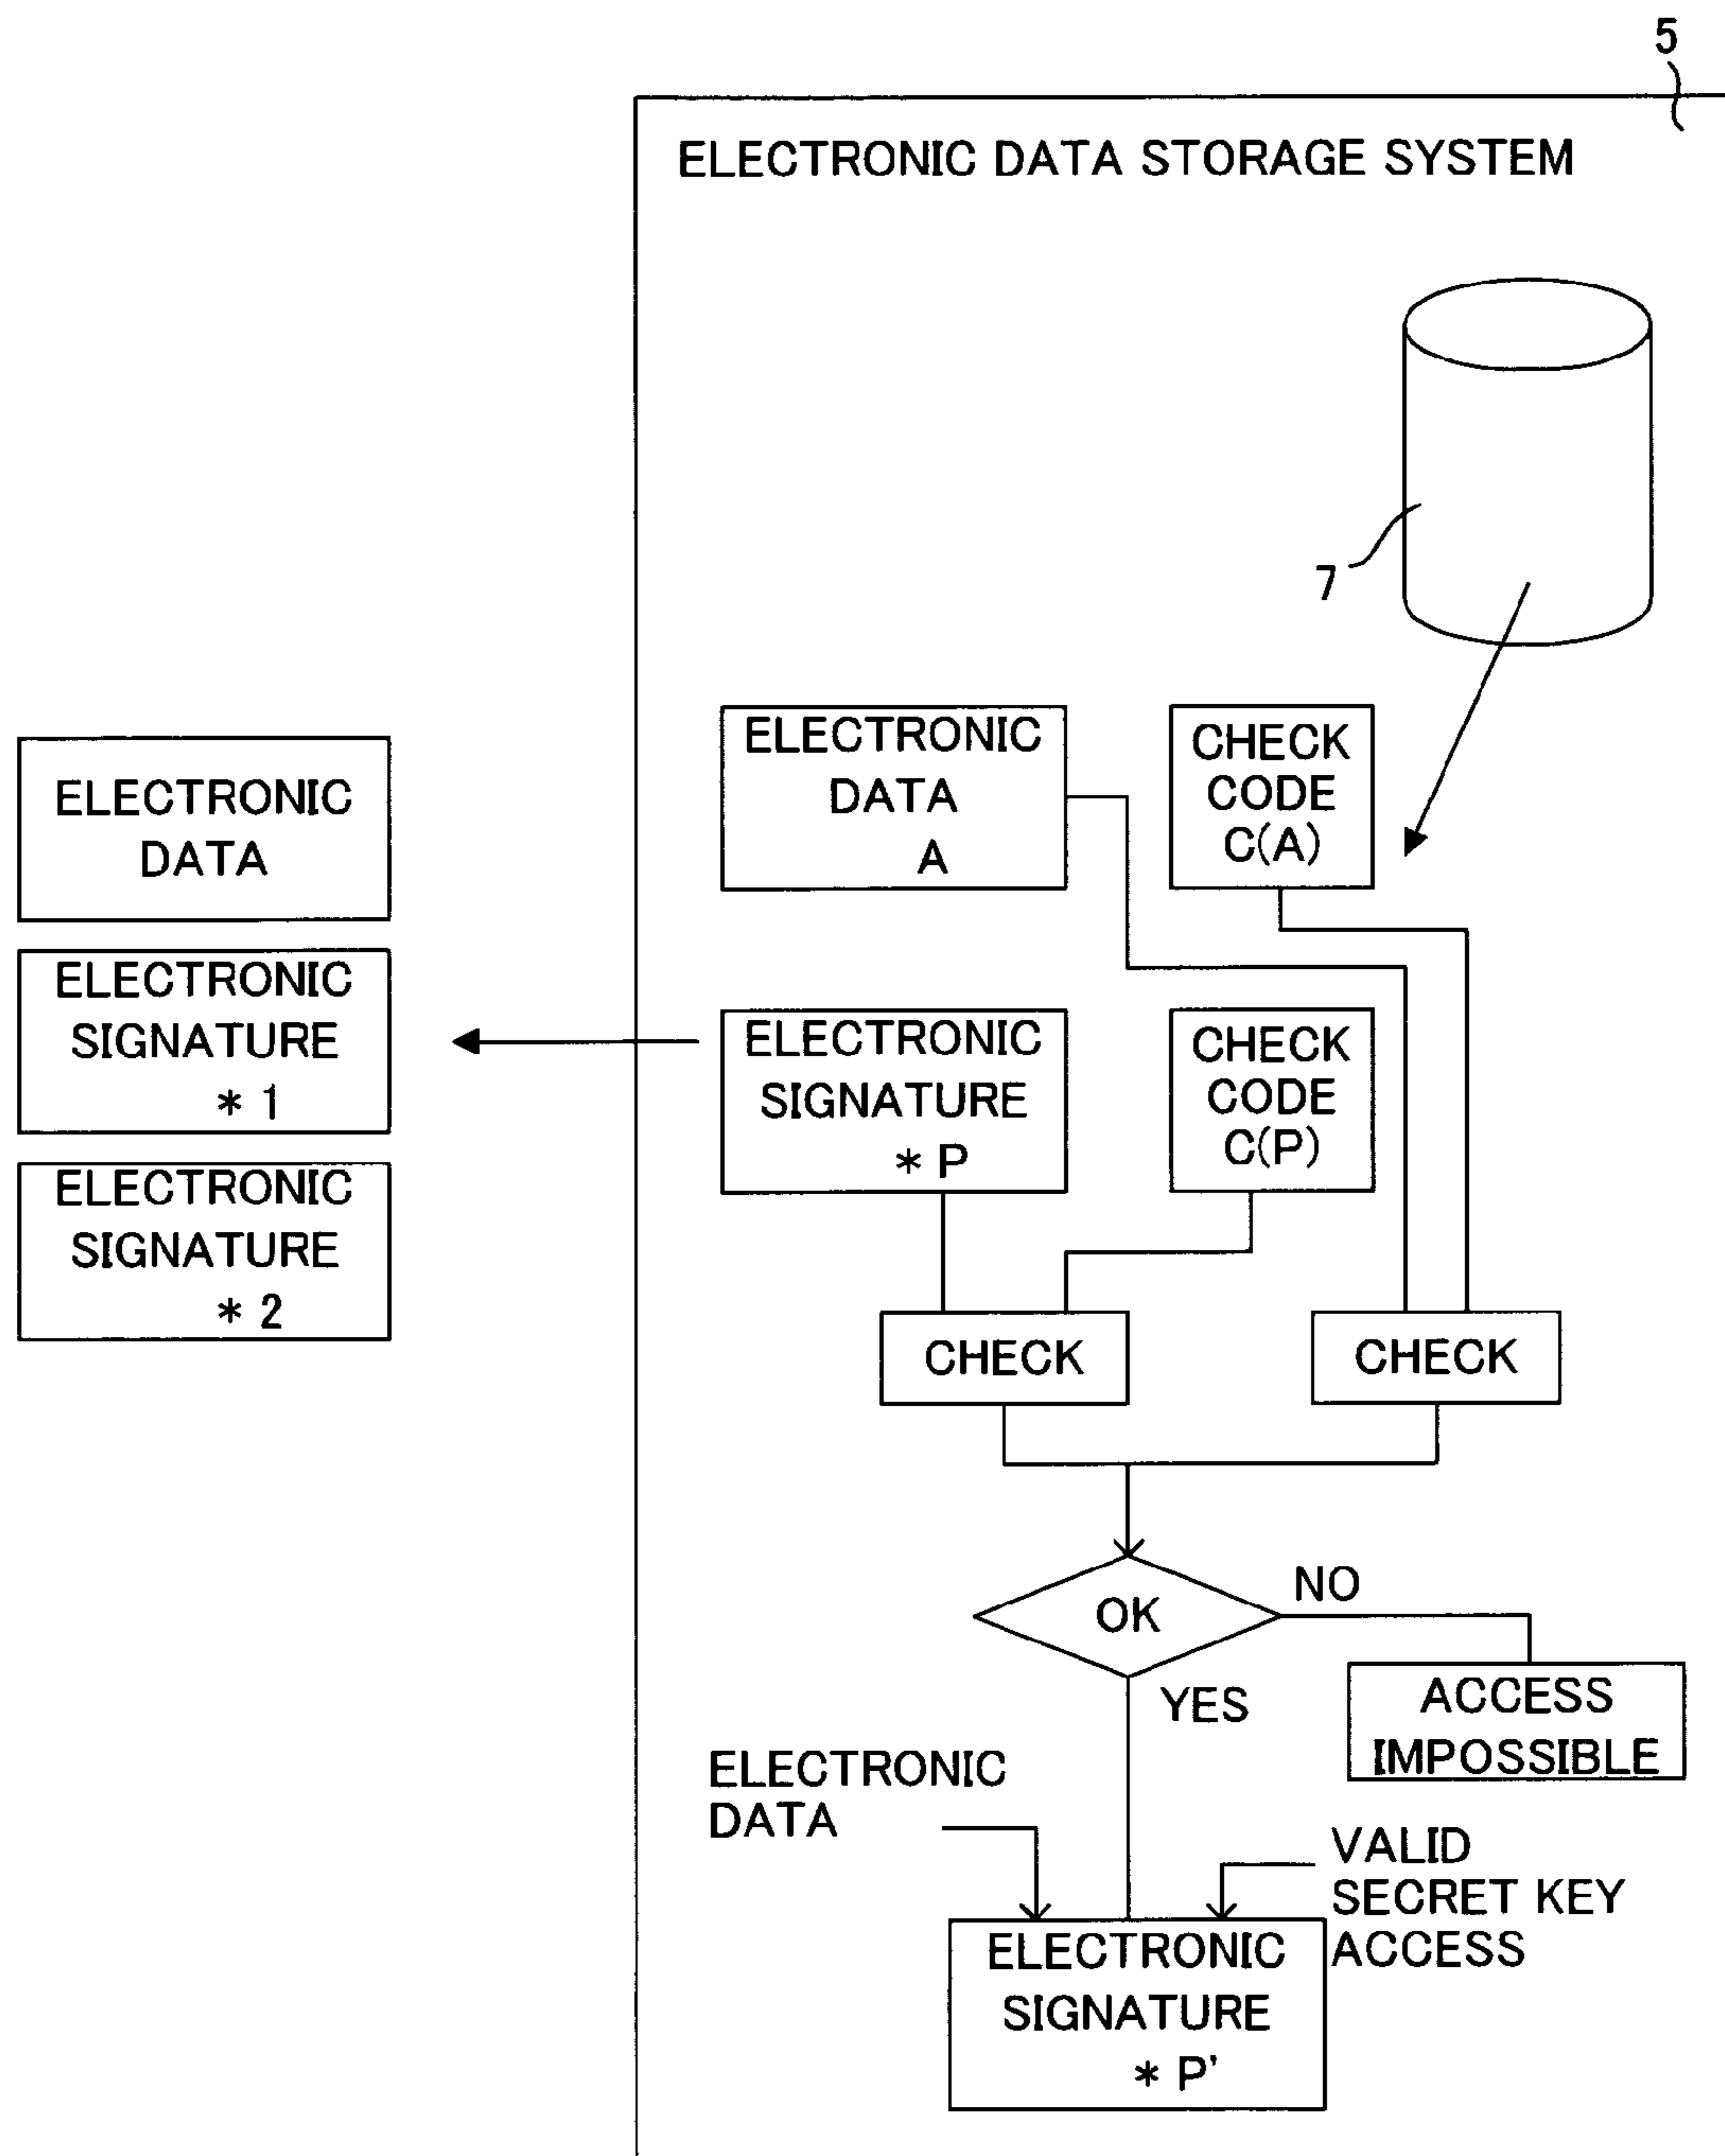 5
ELECTRONIC DATA STORAGE SYSTEM
7
ELECTRONIC
DATA
A
CHECK
CODE
C(A)
ELECTRONIC
DATA
ELECTRONIC
SIGNATURE
* 1
ELECTRONIC
SIGNATURE
* 2
ELECTRONIC
SIGNATURE
* P
CHECK
CODE
C(P)
CHECK
CHECK
OK
NO
YES
ACCESS
IMPOSSIBLE
ELECTRONIC
DATA
VALID
SECRET KEY
ACCESS
ELECTRONIC
SIGNATURE
* P'